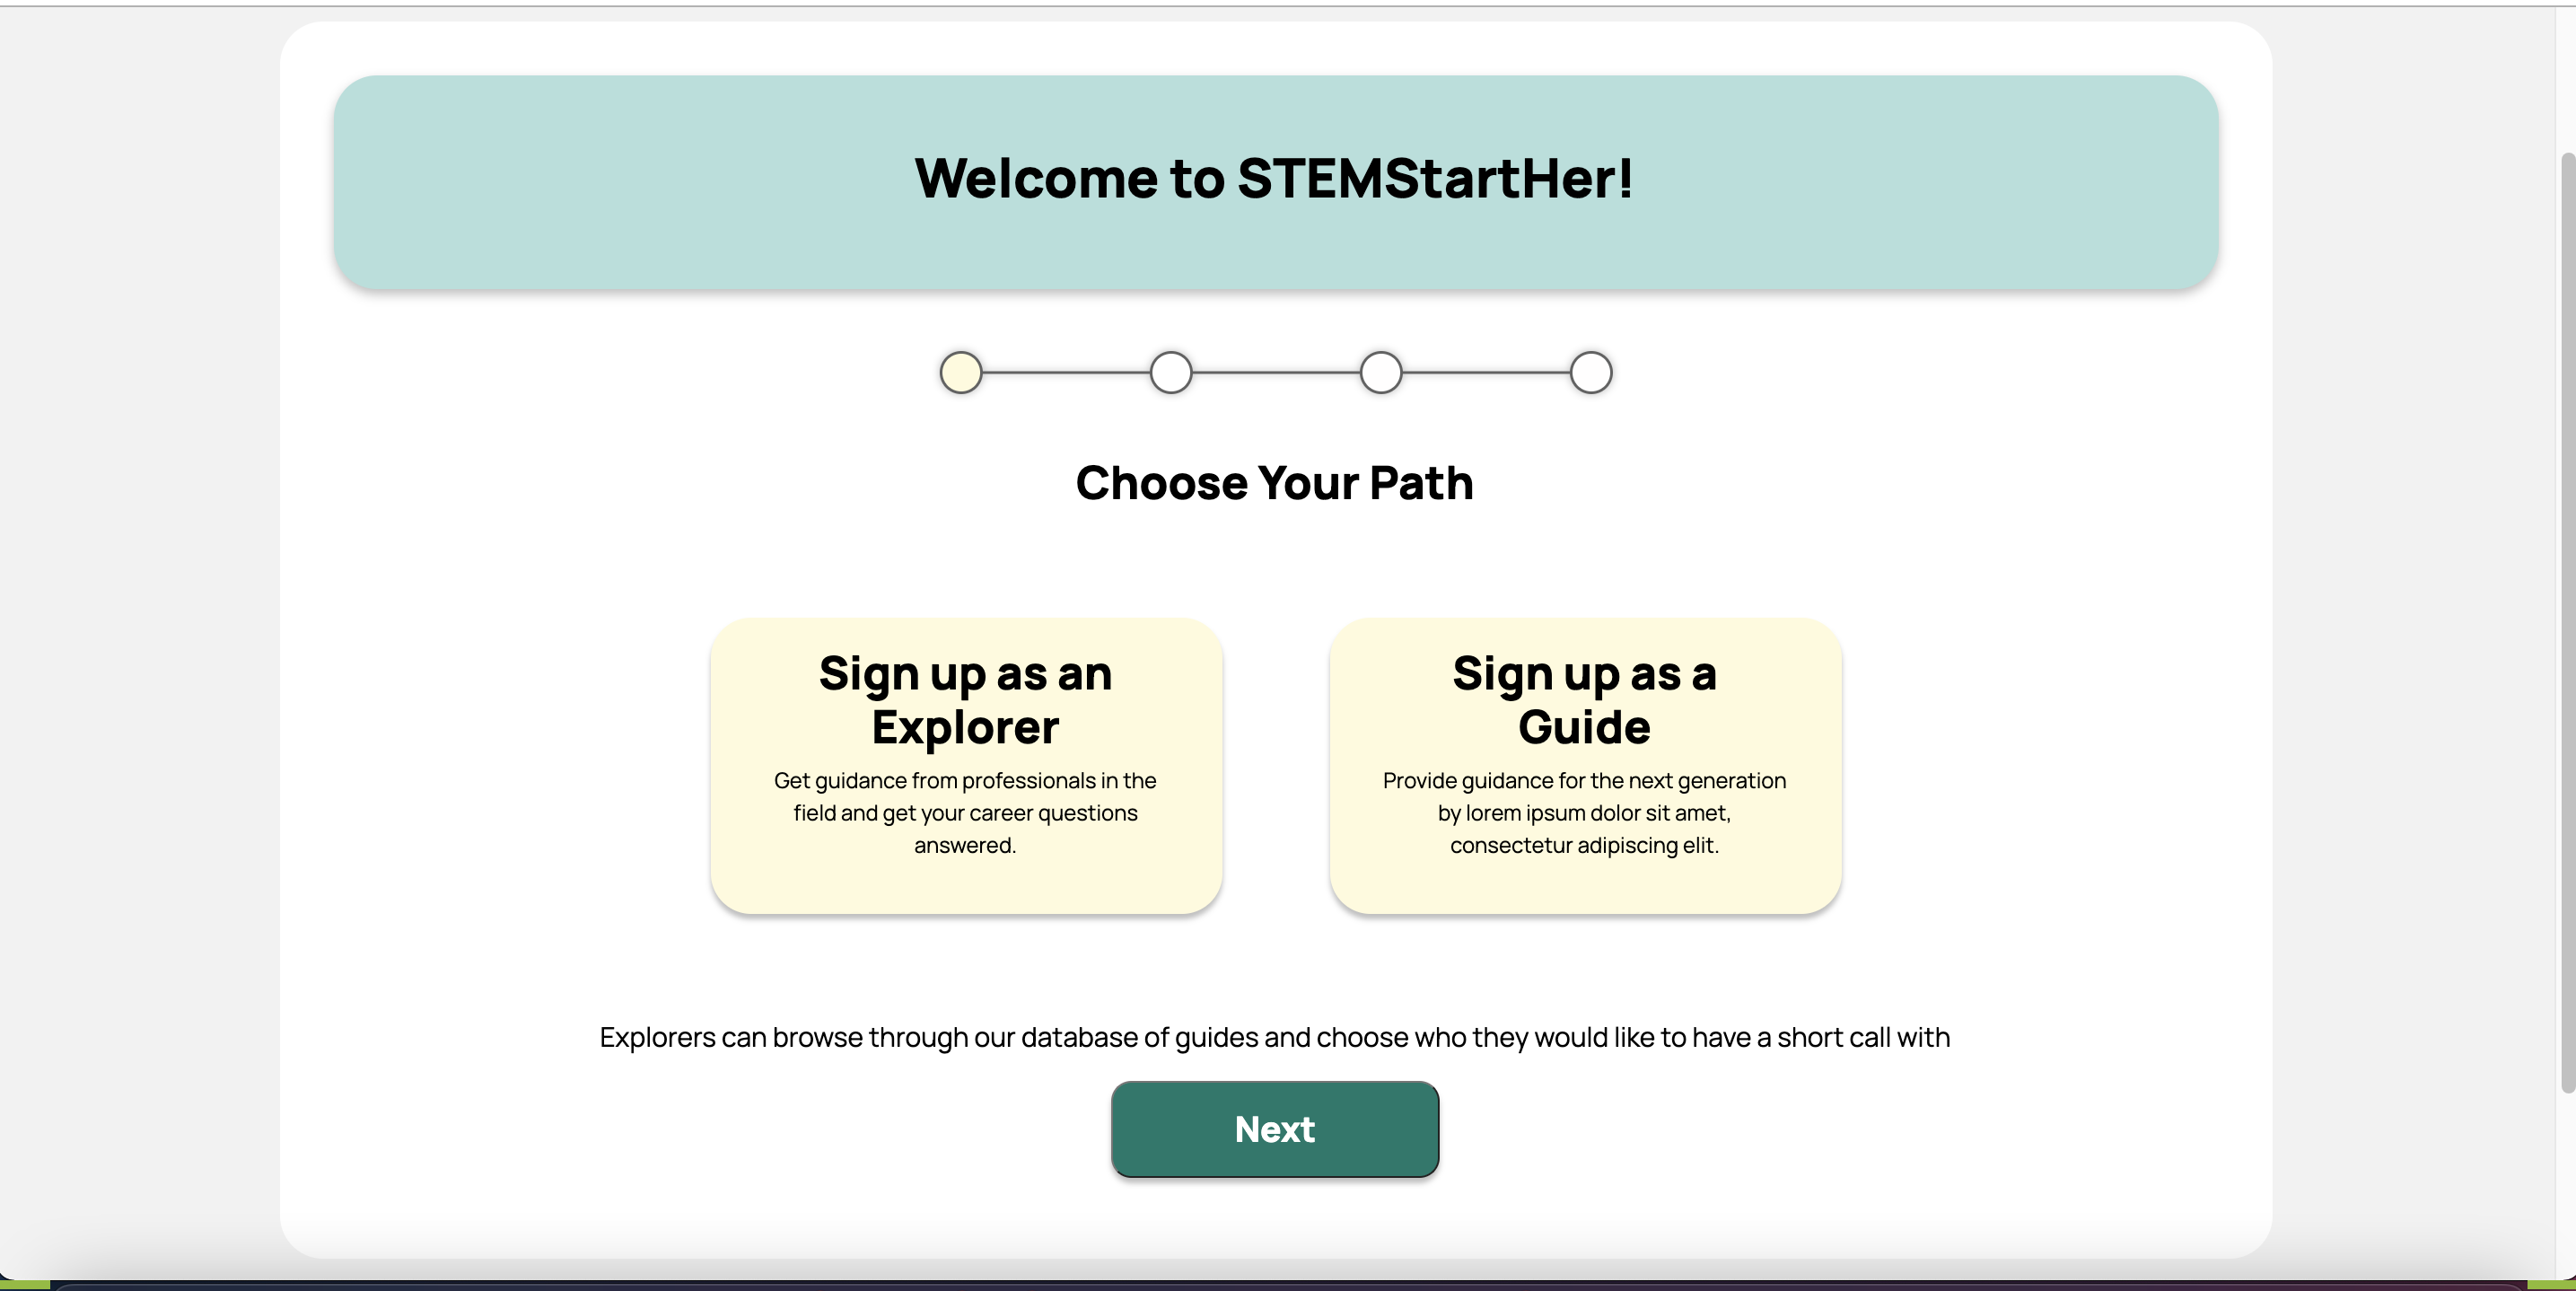 Welcome to STEMStartHer!
Choose Your Path
Sign up as an
Explorer
Get guidance from professionals in the
field and get your career questions
answered.
Sign up as a
Guide
Provide guidance for the next generation
by lorem ipsum dolor sit amet,
consectetur adipiscing elit.
Explorers can browse through our database of guides and choose who they would like to have a short call with
Next